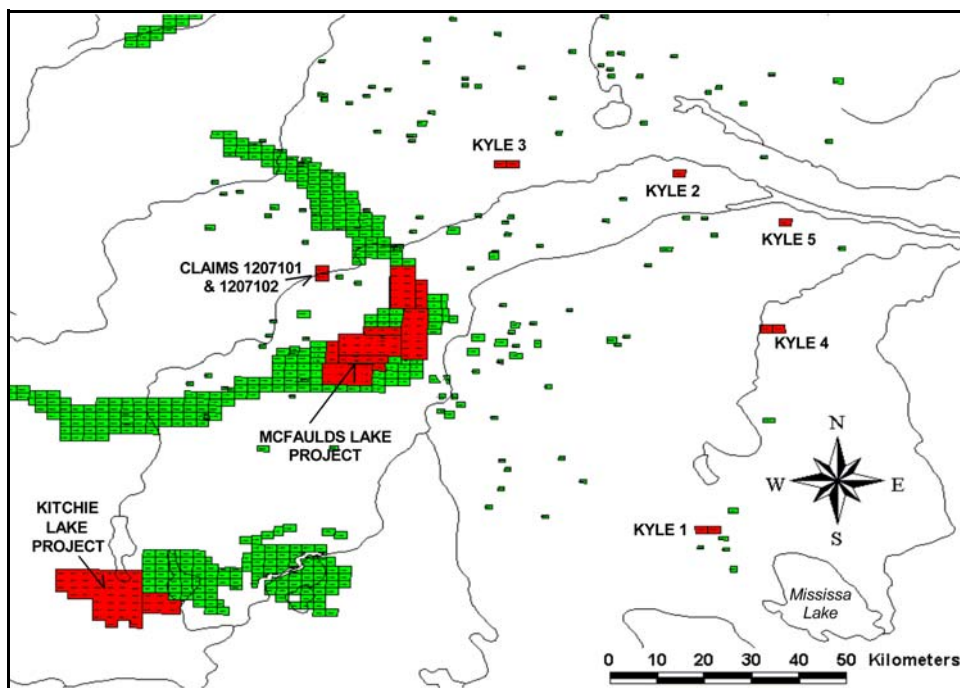 KYLE 3
KYLE 2
KYLE 5
CLAIMS 1207101
& 1207102
KYLE 4
MCFAULDS LAKE
PROJECT
N
W E
S
KITCHIE
LAKE
PROJECT
KYLE 1
Mississa
Lake
0 10 20 30 40 50 Kilometers